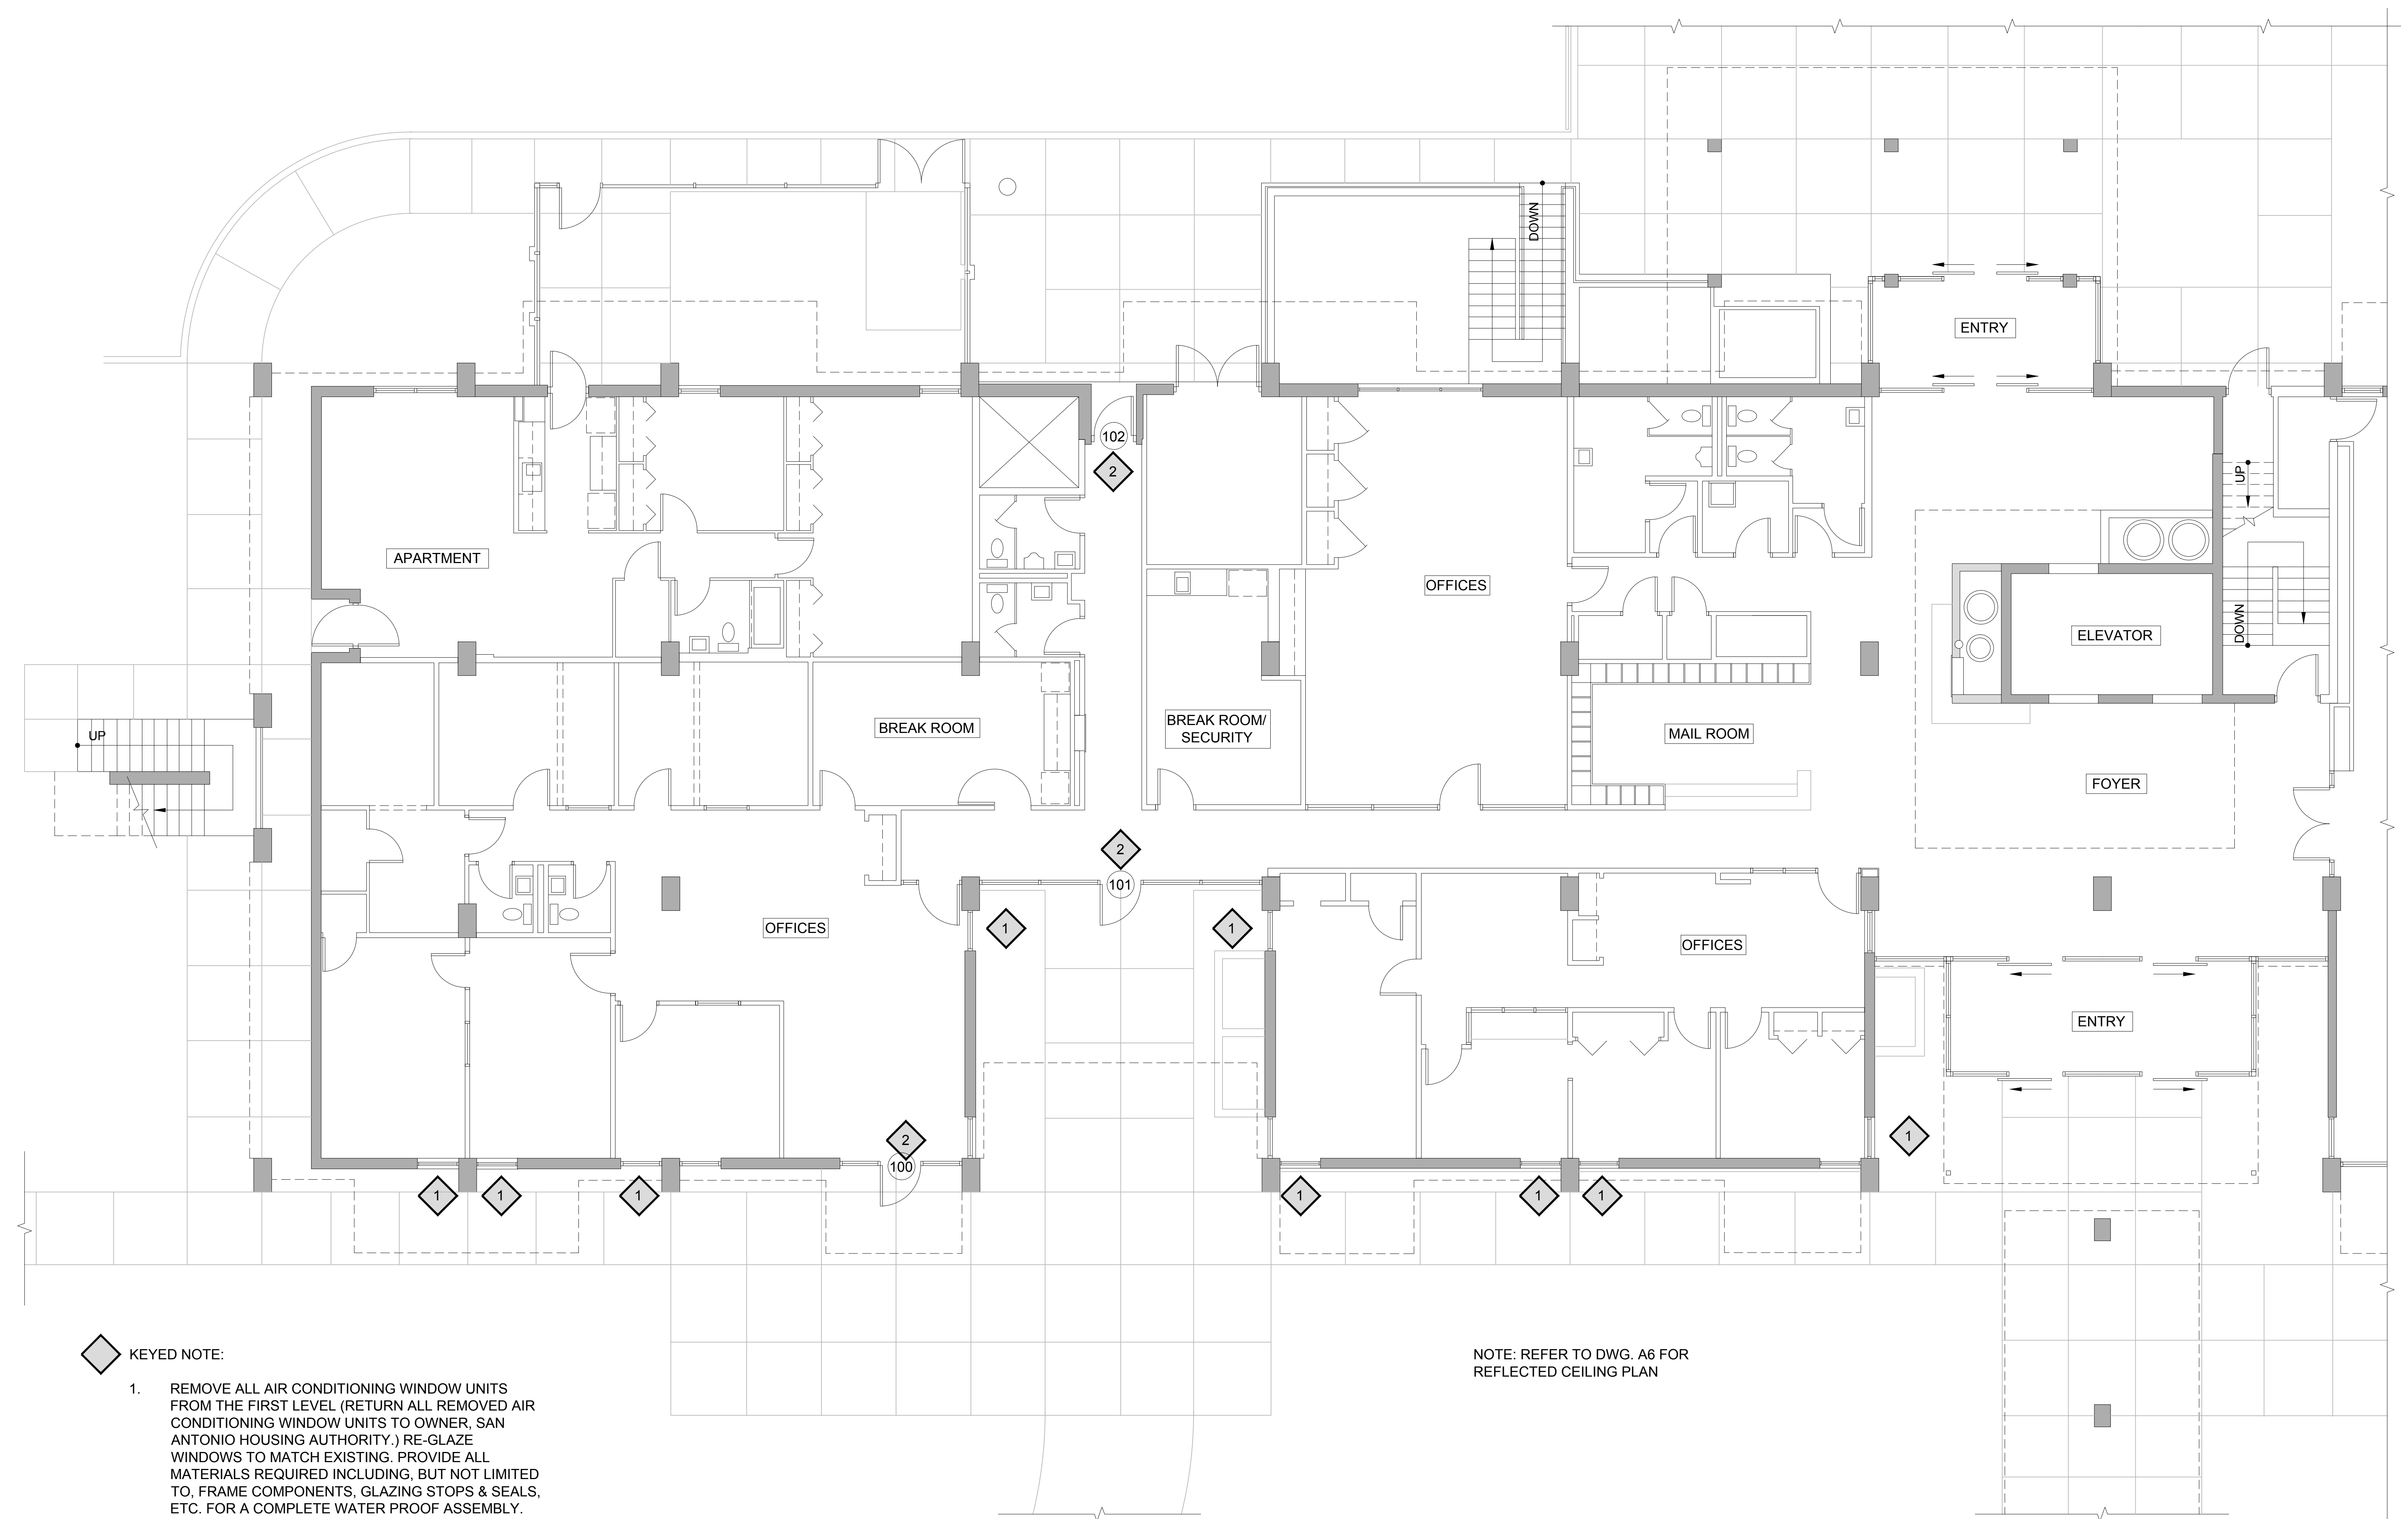 DOWN
ENTRY
102
2
UP
APARTMENT
OFFICES
DOWN
ELEVATOR
UP
BREAK ROOM
BREAK ROOM/
SECURITY
MAIL ROOM
FOYER
2
101
1
1
OFFICES
OFFICES
ENTRY
2
100
1
1
1
1
1
1
1
KEYED NOTE:
1. REMOVE ALL AIR CONDITIONING WINDOW UNITS
FROM THE FIRST LEVEL (RETURN ALL REMOVED AIR
CONDITIONING WINDOW UNITS TO OWNER, SAN
ANTONIO HOUSING AUTHORITY.) RE-GLAZE
WINDOWS TO MATCH EXISTING. PROVIDE ALL
MATERIALS REQUIRED INCLUDING, BUT NOT LIMITED
TO, FRAME COMPONENTS, GLAZING STOPS & SEALS,
ETC. FOR A COMPLETE WATER PROOF ASSEMBLY.
NOTE: REFER TO DWG. A6 FOR
REFLECTED CEILING PLAN